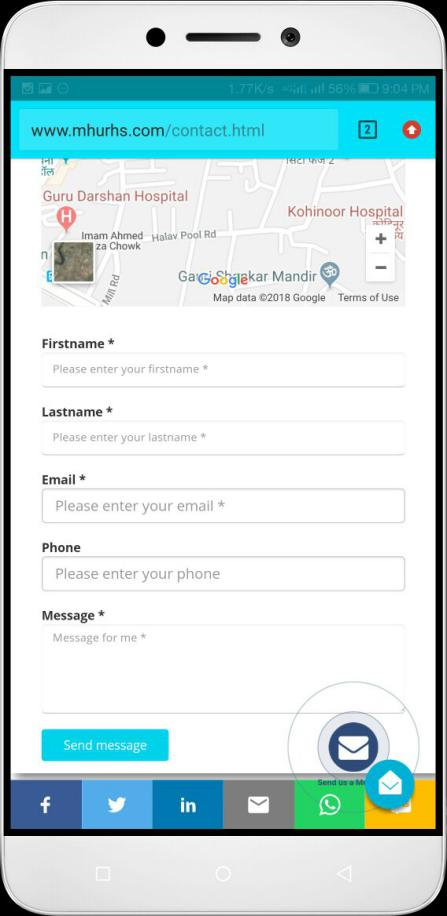 1.77K/s 56% 9:04 PM
www.mhurhs.com/contact.html
2
सिटी फेज 2
Guru Darshan Hospital
H
Kohinoor Hospital
Imam Ahmed
za Chowk
Halav Pool Rd
+
Gauri Shankar Mandir
Google
−
Mill Rd
Map data ©2018 Google Terms of Use
Firstname *
Please enter your firstname *
Lastname *
Please enter your lastname *
Email *
Please enter your email *
Phone
Please enter your phone
Message *
Message for me *
Send message
Send us a
f
in